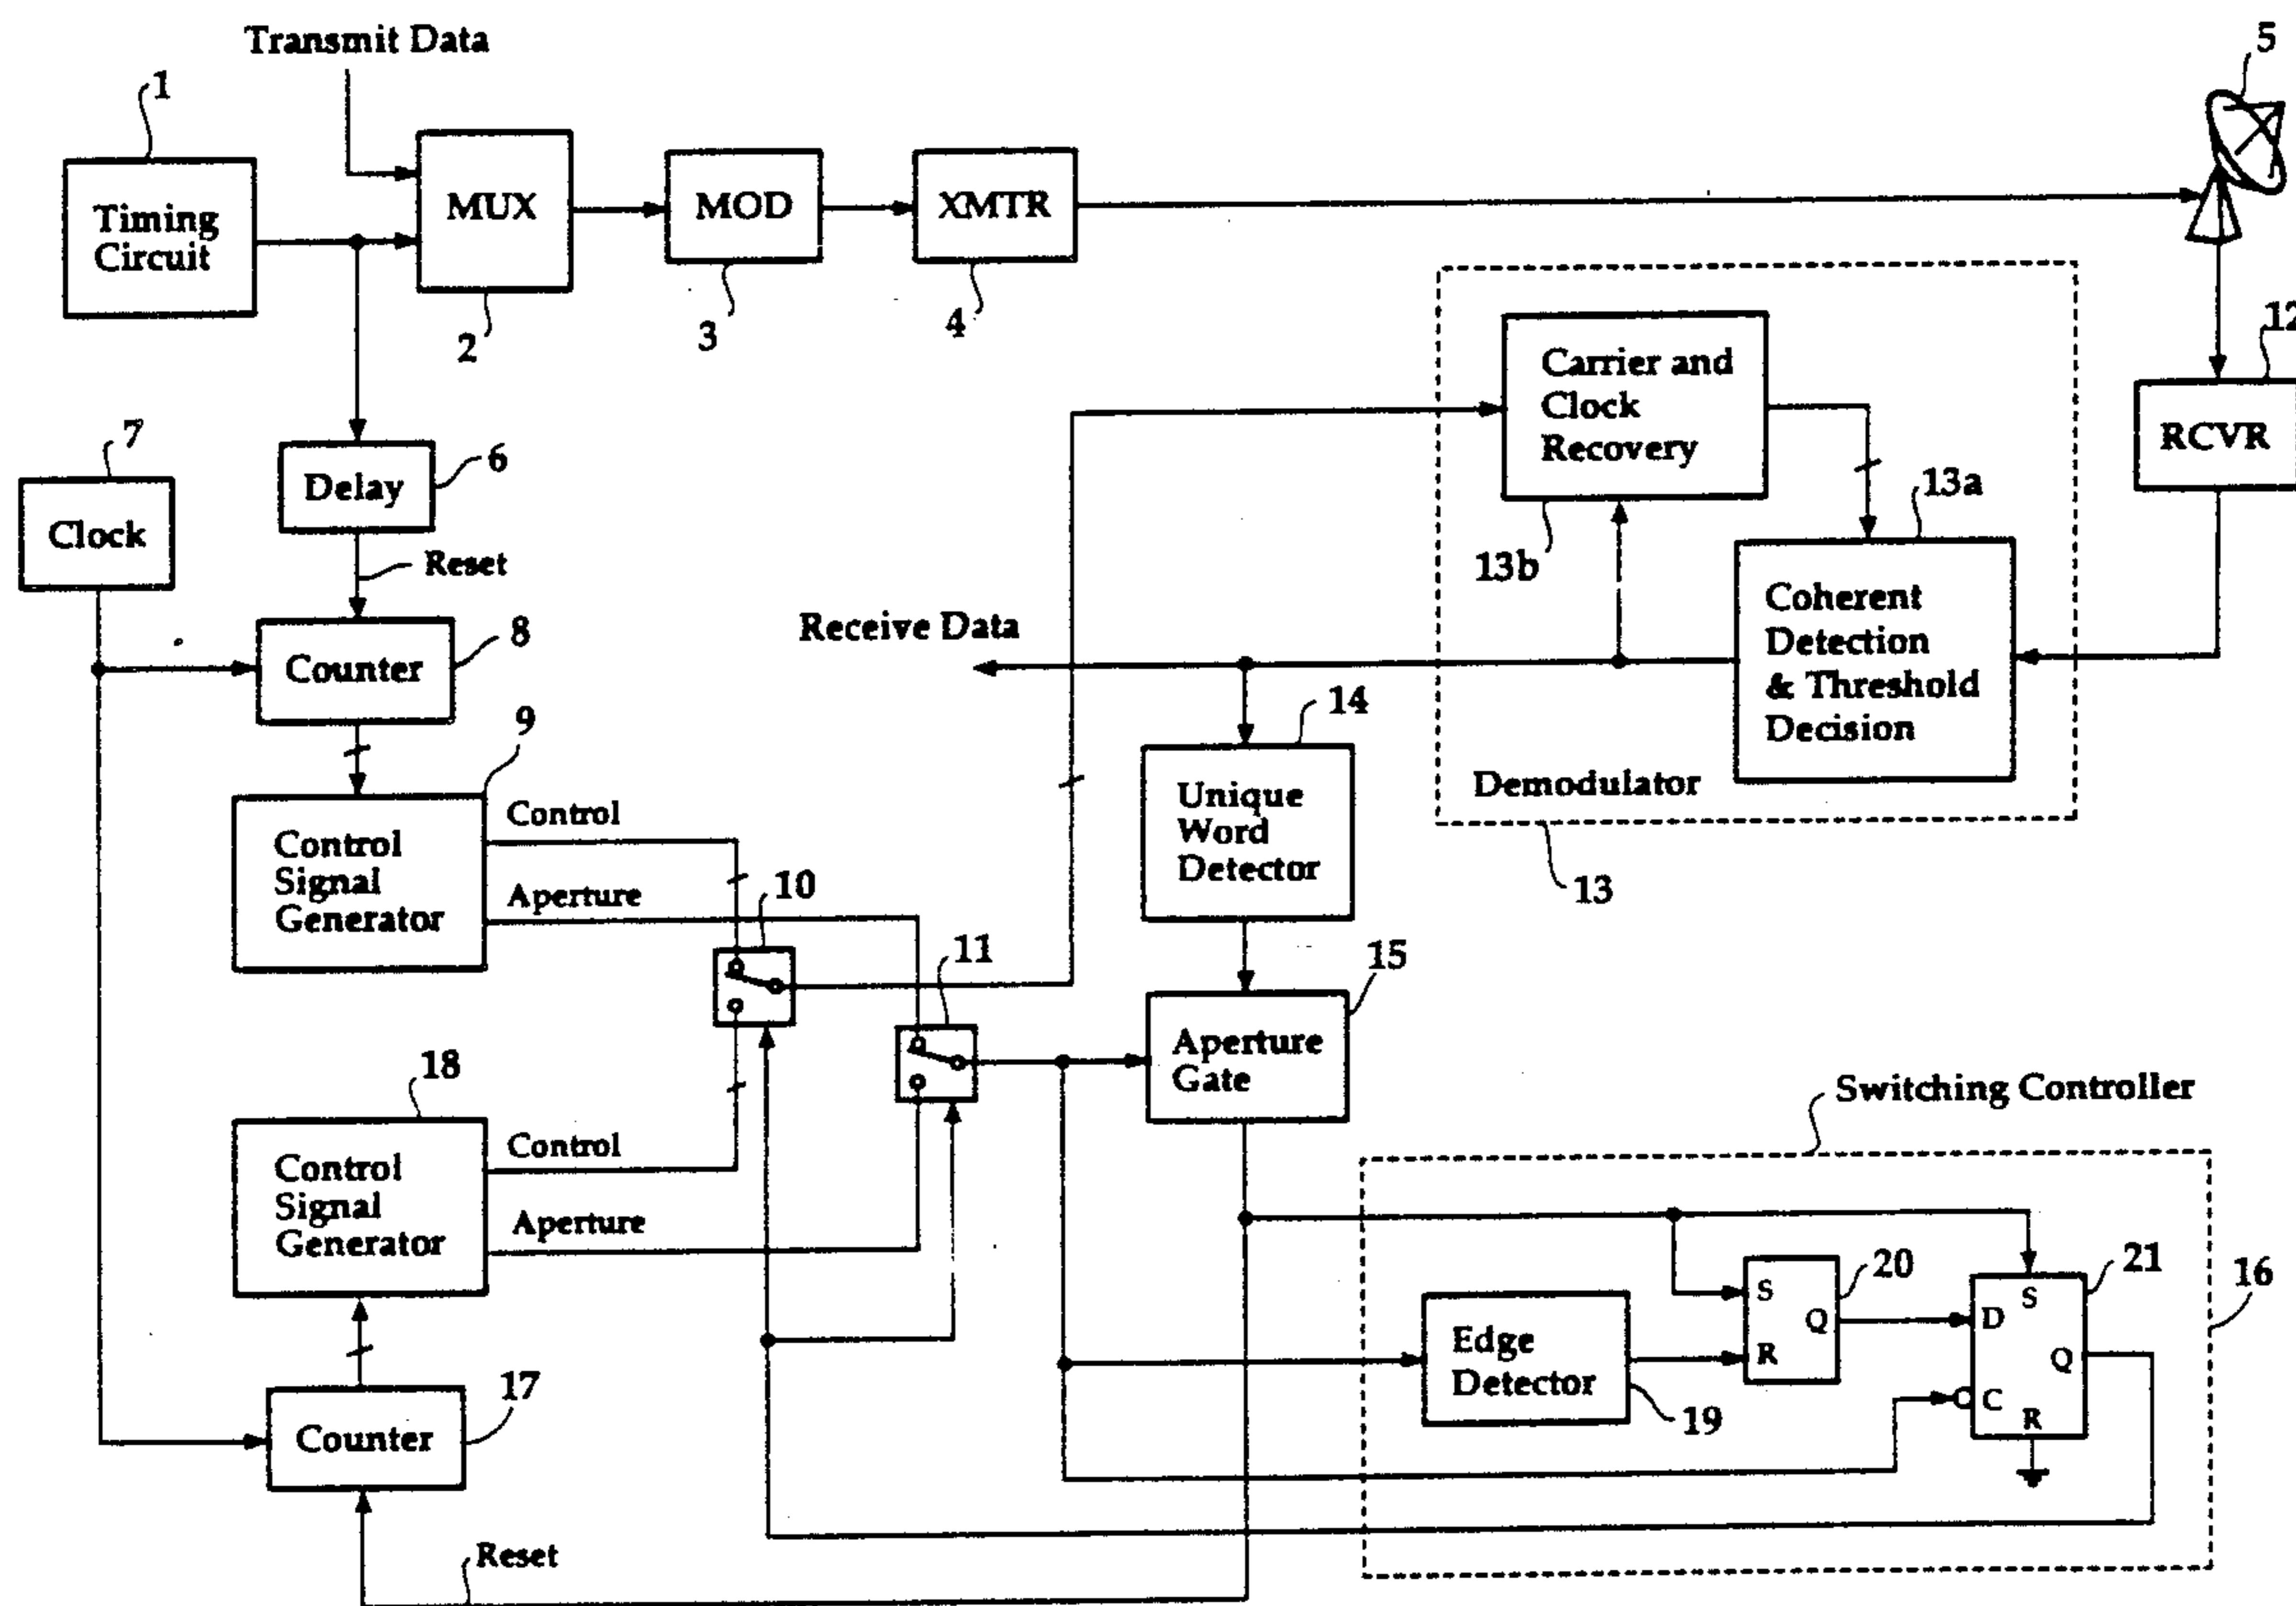 Transmit Data
1
5
Timing
Circuit
MUX
MOD
XMTR
2
3
4
12
RCVR
7
Clock
Delay
6
Reset
Carrier and
Clock
Recovery
13b
13a
Coherent
Detection
& Threshold
Decision
Receive Data
Counter
8
9
14
Demodulator
13
Control
Signal
Generator
Control
Aperture
10
11
Unique
Word
Detector
15
Aperture
Gate
18
Control
Signal
Generator
Control
Aperture
Switching Controller
16
17
Counter
Reset
Edge
Detector
19
S
R
Q
20
D
S
C
R
Q
21